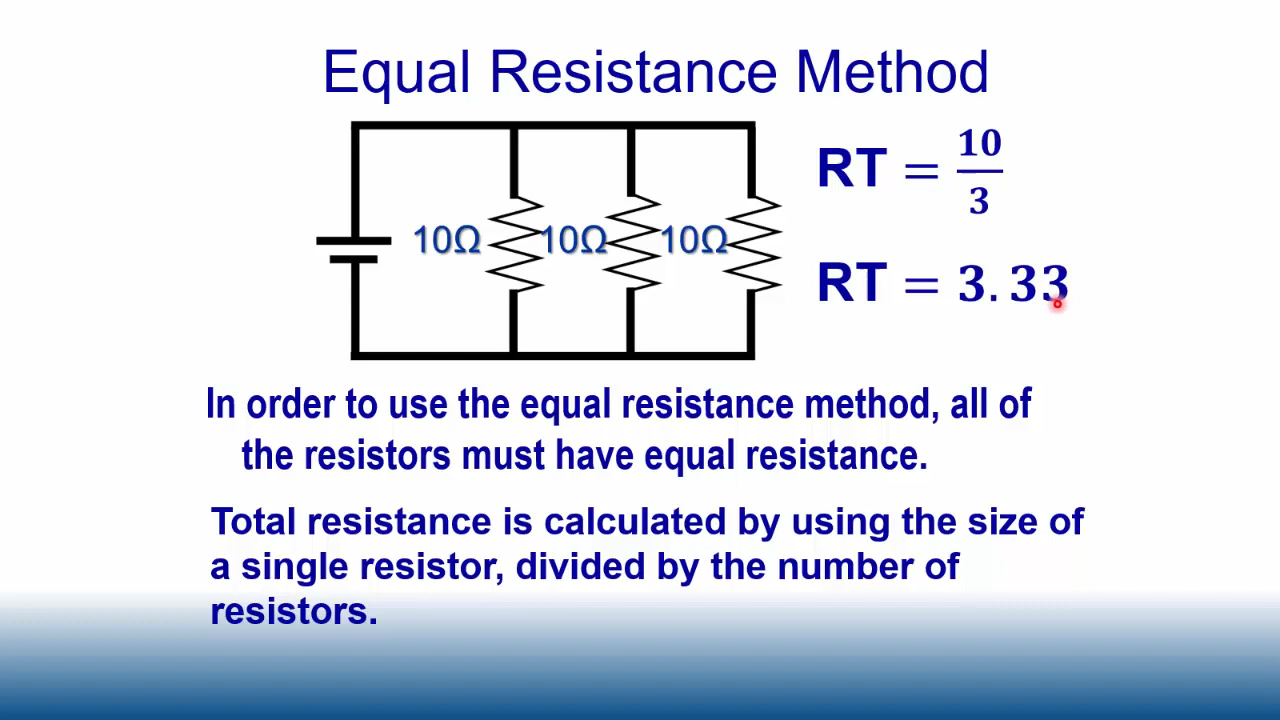 Equal Resistance Method
RT = 10/3
10Ω 10Ω 10Ω
RT = 3.33
In order to use the equal resistance method, all of
the resistors must have equal resistance.
Total resistance is calculated by using the size of
a single resistor, divided by the number of
resistors.